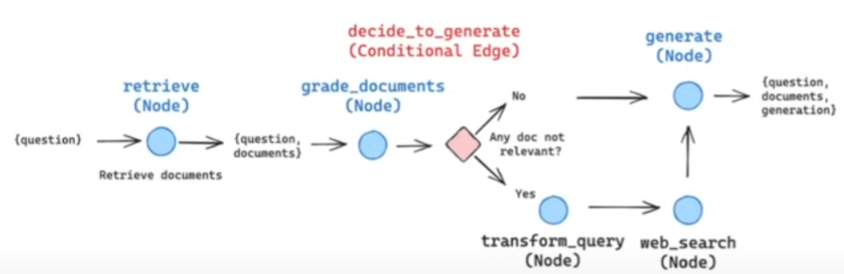 decide_to_generate
(Conditional Edge)
generate
(Node)
retrieve
(Node)
grade_documents
(Node)
No
{question,
documents,
generation}
{question}
{question,
documents}
Any doc not
relevant?
Retrieve documents
Yes
transform_query
(Node)
web_search
(Node)